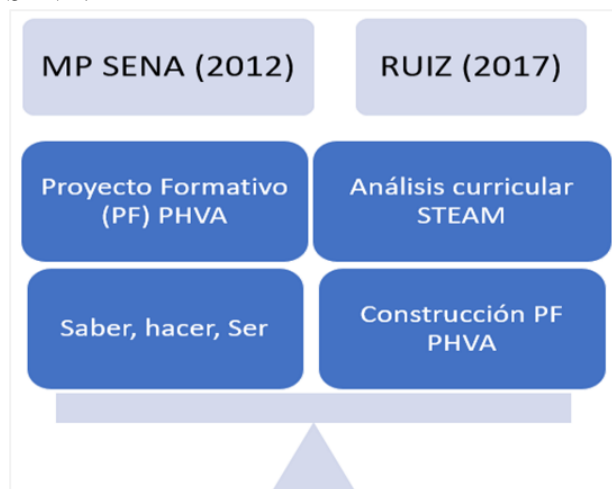 MP SENA (2012)
RUIZ (2017)
Proyecto Formativo
(PF) PHVA
Análisis curricular
STEAM
Saber, hacer, Ser
Construcción PF
PHVA